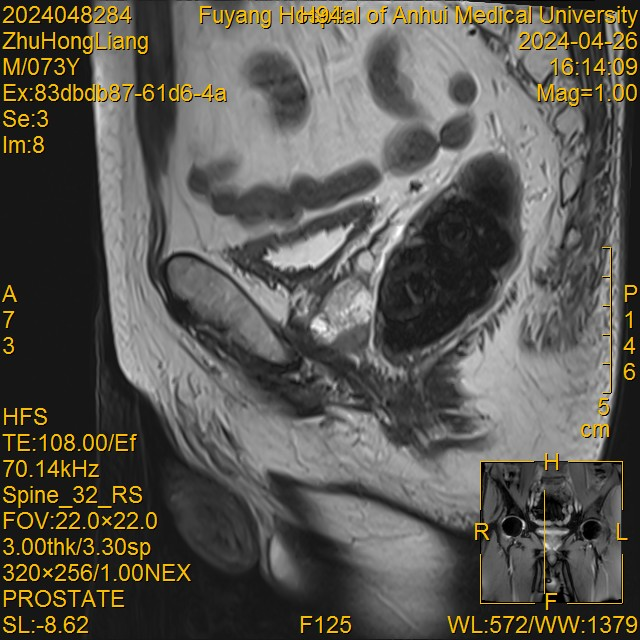 2024048284
ZhuHongLiang
M/073Y
Ex:83dbdb87-61d6-4a
Se:3
Im:8
Fuyang Hospital of Anhui Medical University
2024-04-26
16:14:09
Mag=1.00
A
7
3
P
1
4
6
5
cm
HFS
TE:108.00/Ef
70.14kHz
Spine_32_RS
FOV:22.0×22.0
3.00thk/3.30sp
320×256/1.00NEX
PROSTATE
SL:-8.62
F125
H
R
L
F
WL:572/WW:1379